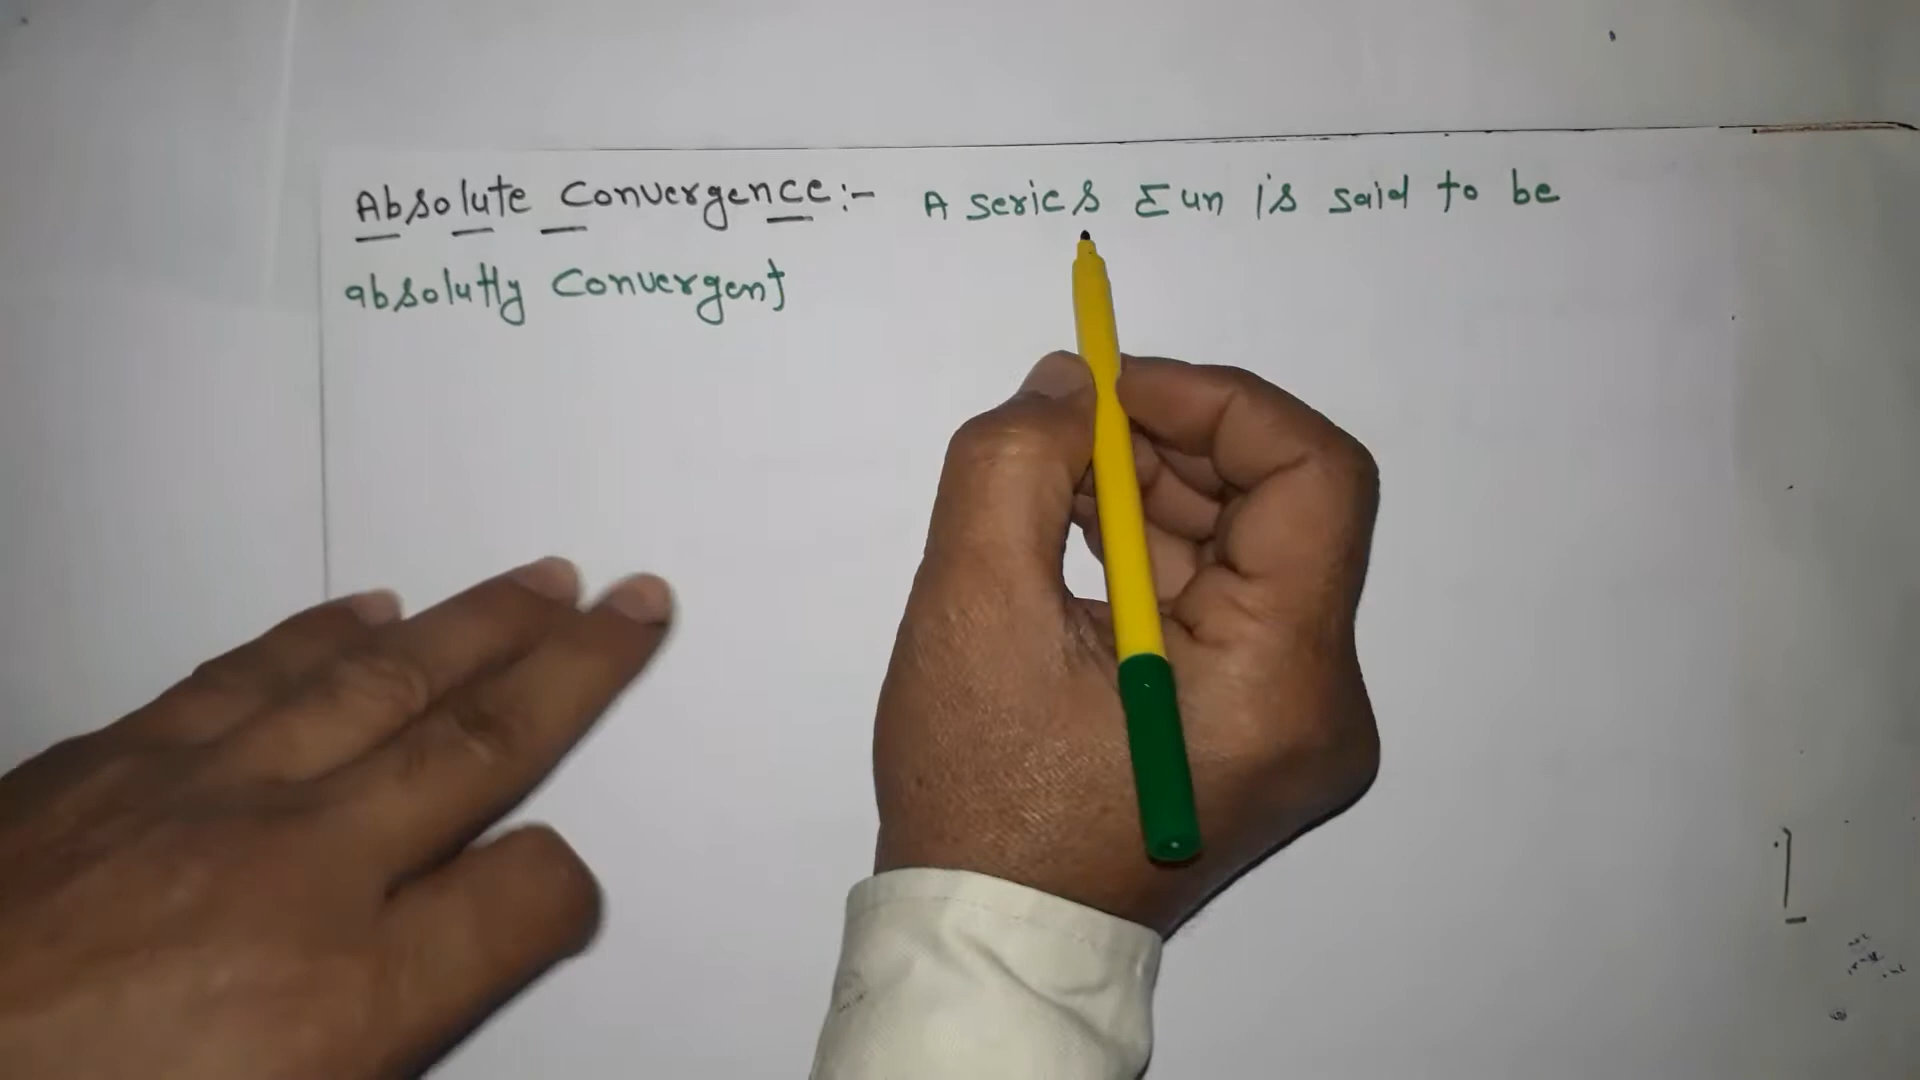 Absolute Convergence:- A series Σun is said to be
absolutly Convergent